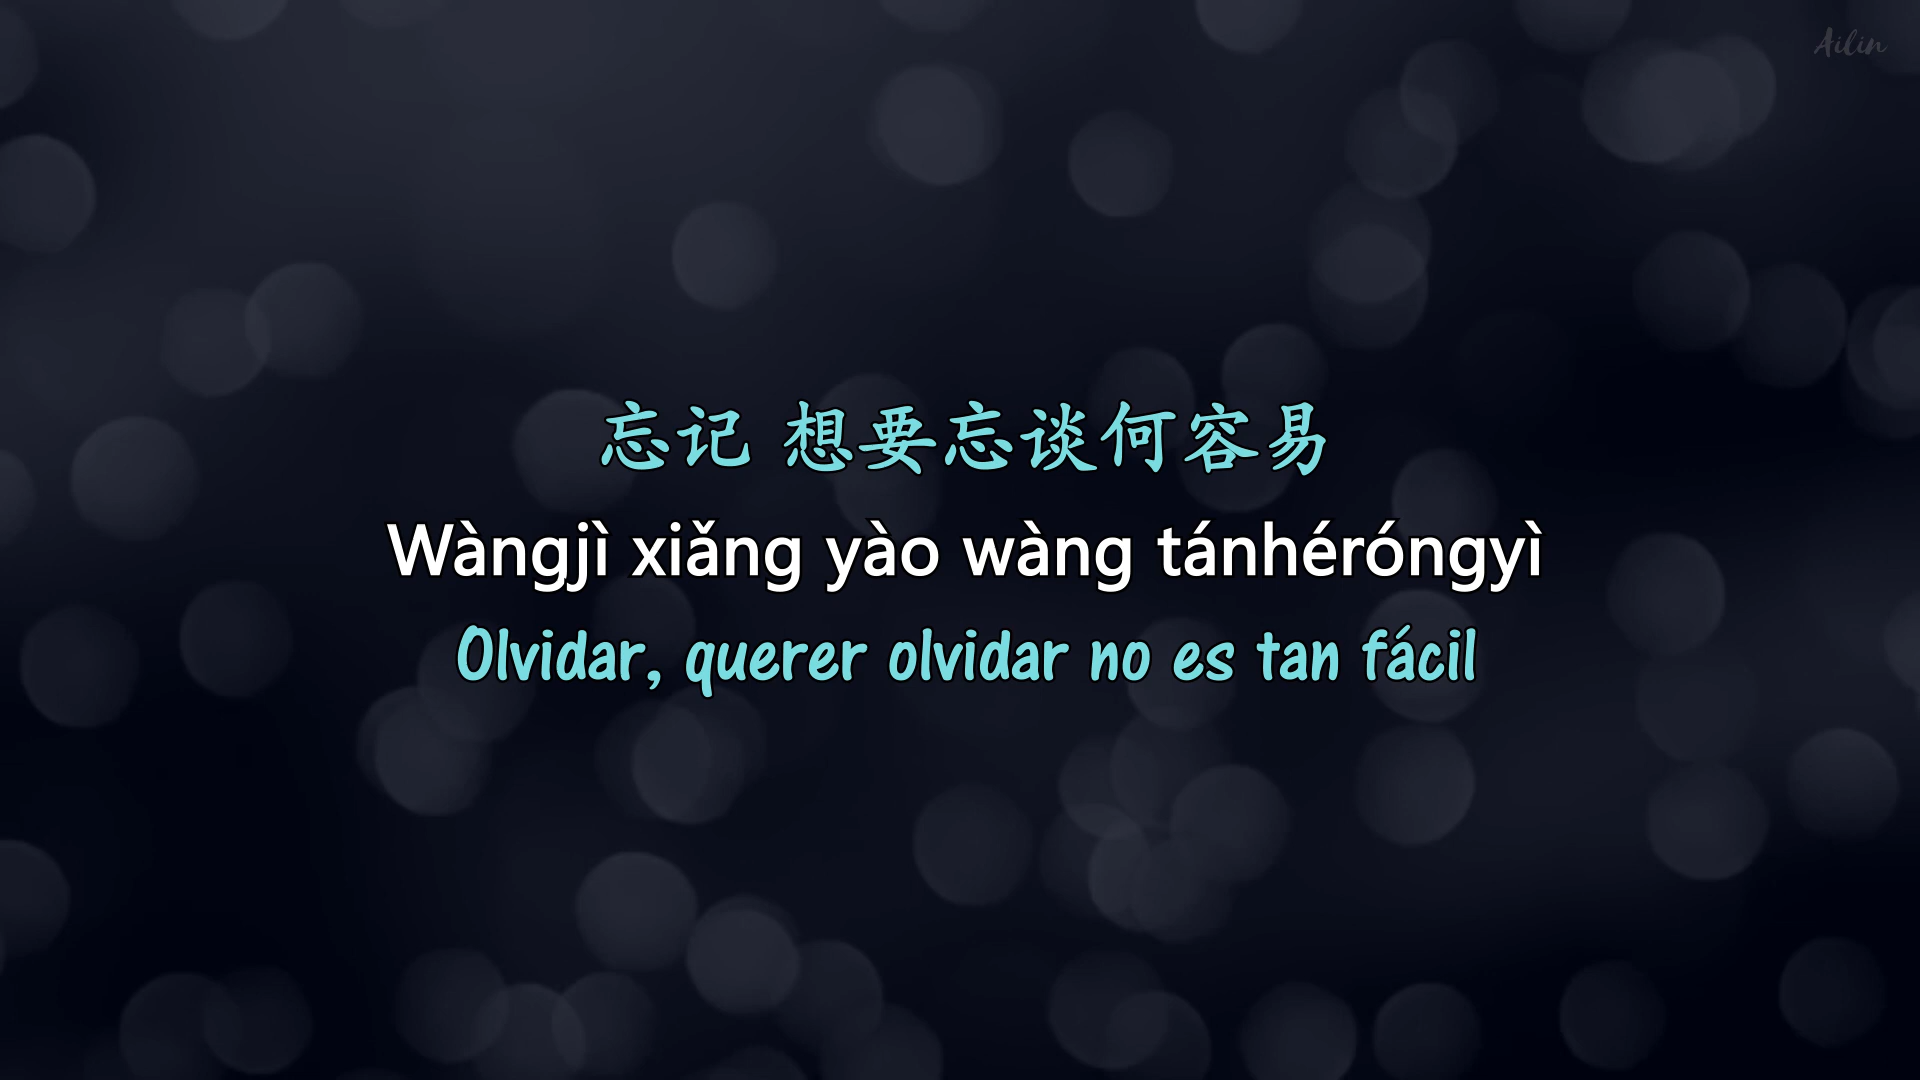 Ailin
忘记 想要忘谈何容易
Wàngjì xiǎng yào wàng tánhéróngyì
Olvidar, querer olvidar no es tan fácil